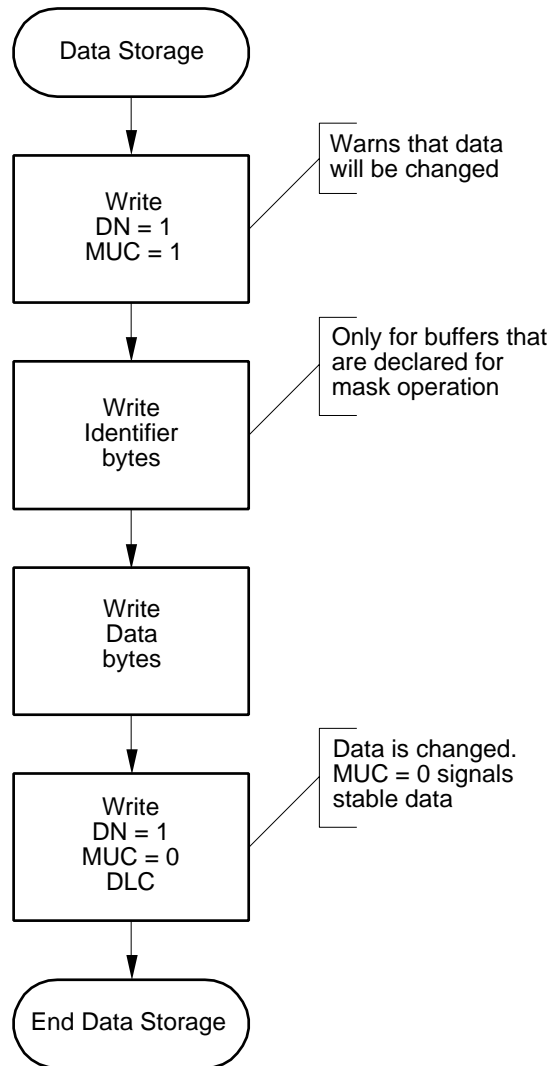 Data Storage
Write
DN = 1
MUC = 1
Warns that data
will be changed
Write
Identifier
bytes
Only for buffers that
are declared for
mask operation
Write
Data
bytes
Write
DN = 1
MUC = 0
DLC
Data is changed.
MUC = 0 signals
stable data
End Data Storage